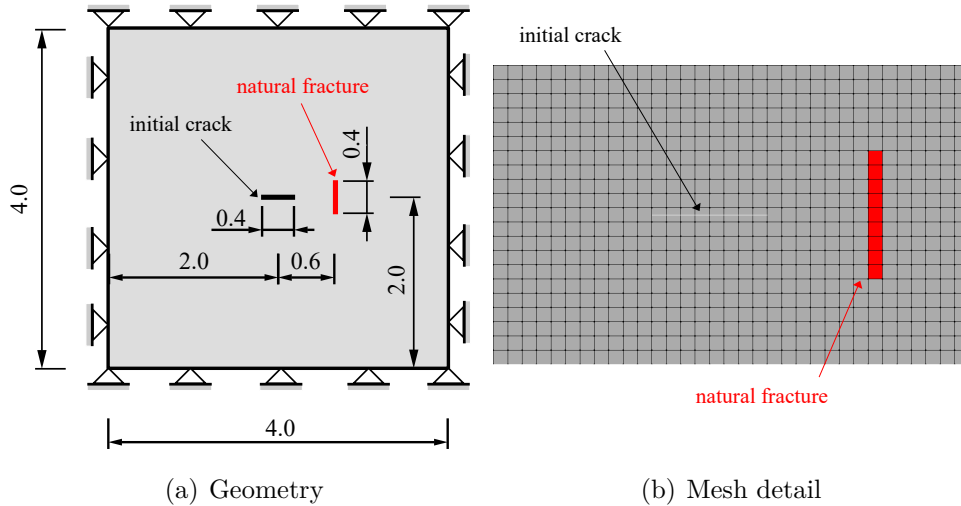 natural fracture
initial crack
0.4
4.0
0.4
2.0
0.6
2.0
4.0
(a) Geometry
initial crack
natural fracture
(b) Mesh detail